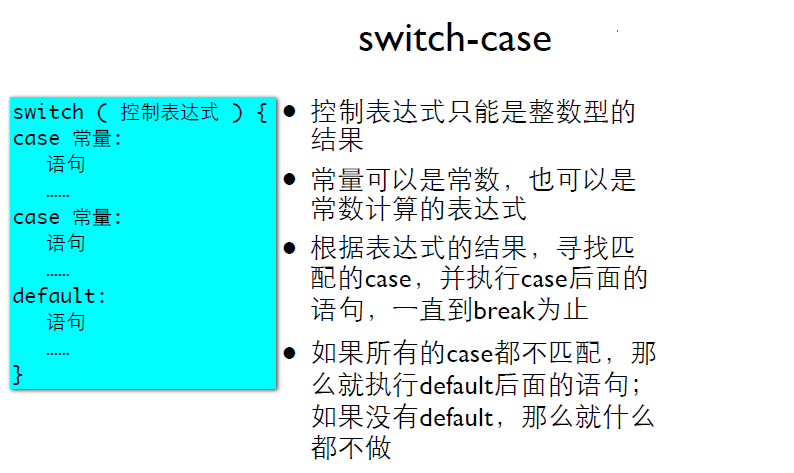 switch-case
switch ( 控制表达式 ) {
case 常量:
语句
……
case 常量:
语句
……
default:
语句
……
}
• 控制表达式只能是整数型的
结果
• 常量可以是常数，也可以是
常数计算的表达式
• 根据表达式的结果，寻找匹
配的case，并执行case后面的
语句，一直到break为止
• 如果所有的case都不匹配，那
么就执行default后面的语句；
如果没有default，那么就什么
都不做